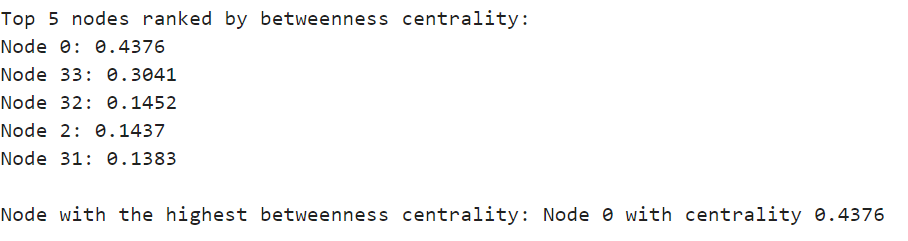 Top 5 nodes ranked by betweenness centrality:
Node 0: 0.4376
Node 33: 0.3041
Node 32: 0.1452
Node 2: 0.1437
Node 31: 0.1383
Node with the highest betweenness centrality: Node 0 with centrality 0.4376